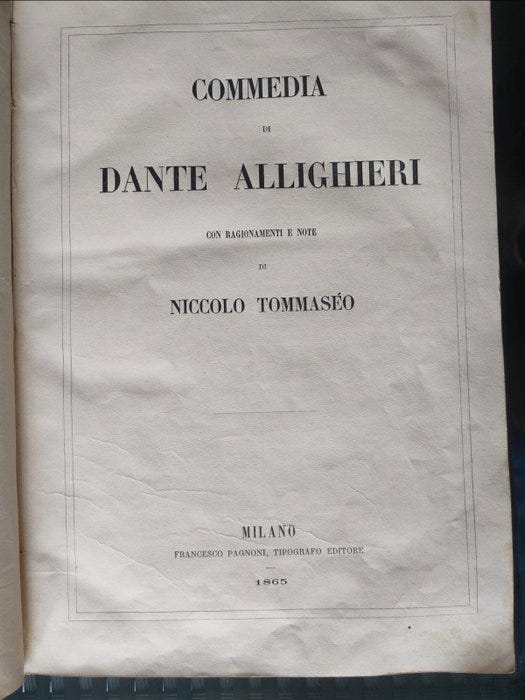 COMMEDIA
DI
DANTE ALLIGHIERI
CON RAGIONAMENTI E NOTE
DI
NICCOLO TOMMASÉO
MILANO
FRANCESCO PAGNONI, TIPOGRAFO EDITORE
1865